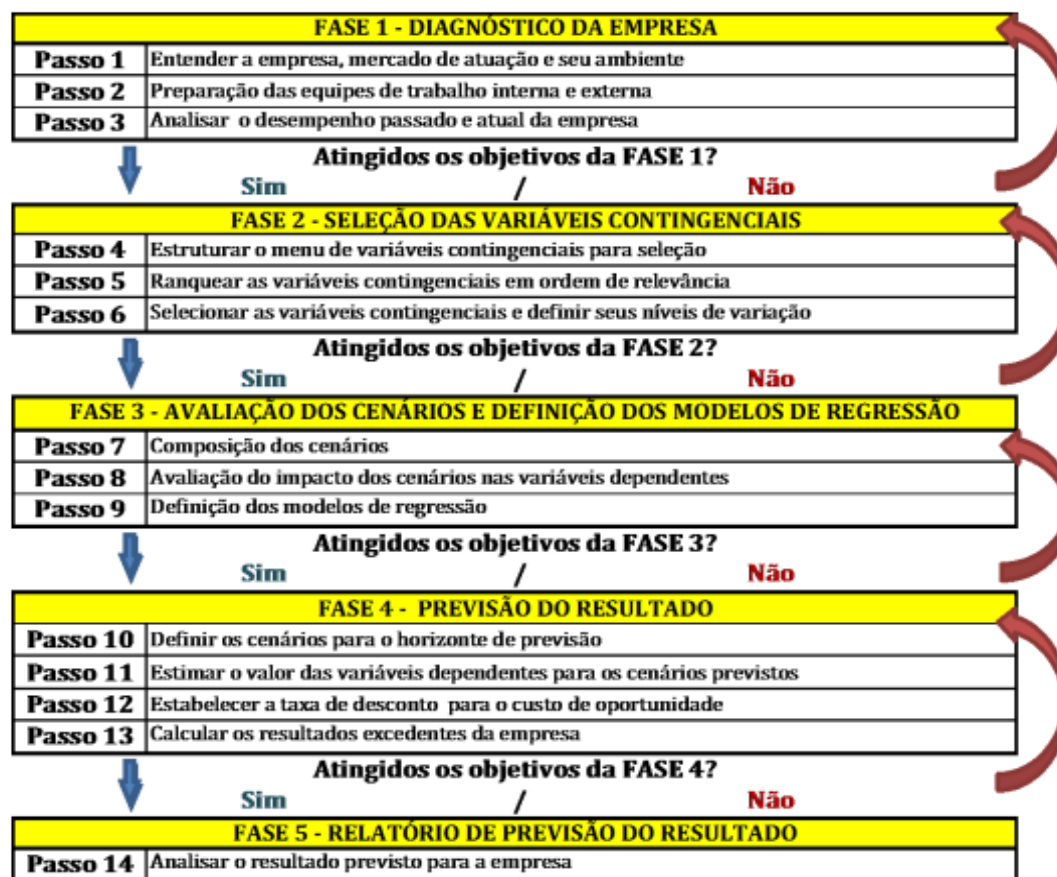 FASE 1 - DIAGNÓSTICO DA EMPRESA
Passo 1 Entender a empresa, mercado de atuação e seu ambiente
Passo 2 Preparação das equipes de trabalho interna e externa
Passo 3 Analisar o desempenho passado e atual da empresa
Atingidos os objetivos da FASE 1?
Sim / Não
FASE 2 - SELEÇÃO DAS VARIÁVEIS CONTINGENCIAIS
Passo 4 Estruturar o menu de variáveis contingenciais para seleção
Passo 5 Ranquear as variáveis contingenciais em ordem de relevância
Passo 6 Selecionar as variáveis contingenciais e definir seus níveis de variação
Atingidos os objetivos da FASE 2?
Sim / Não
FASE 3 - AVALIAÇÃO DOS CENÁRIOS E DEFINIÇÃO DOS MODELOS DE REGRESSÃO
Passo 7 Composição dos cenários
Passo 8 Avaliação do impacto dos cenários nas variáveis dependentes
Passo 9 Definição dos modelos de regressão
Atingidos os objetivos da FASE 3?
Sim / Não
FASE 4 - PREVISÃO DO RESULTADO
Passo 10 Definir os cenários para o horizonte de previsão
Passo 11 Estimar o valor das variáveis dependentes para os cenários previstos
Passo 12 Estabelecer a taxa de desconto para o custo de oportunidade
Passo 13 Calcular os resultados excedentes da empresa
Atingidos os objetivos da FASE 4?
Sim / Não
FASE 5 - RELATÓRIO DE PREVISÃO DO RESULTADO
Passo 14 Analisar o resultado previsto para a empresa